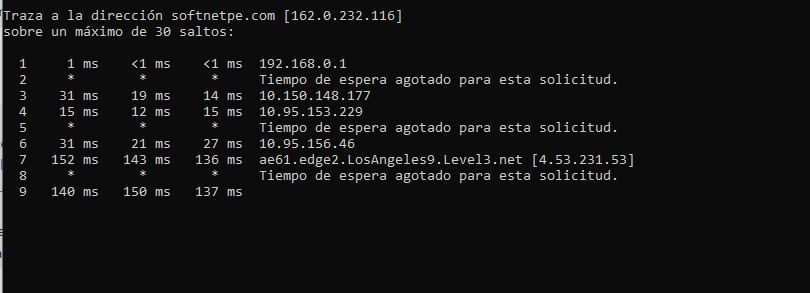 Traza a la dirección softnetpe.com [162.0.232.116]
sobre un máximo de 30 saltos:
1 1 ms <1 ms <1 ms 192.168.0.1
2 * * * Tiempo de espera agotado para esta solicitud.
3 31 ms 19 ms 14 ms 10.150.148.177
4 15 ms 12 ms 15 ms 10.95.153.229
5 * * * Tiempo de espera agotado para esta solicitud.
6 31 ms 21 ms 27 ms 10.95.156.46
7 152 ms 143 ms 136 ms ae61.edge2.LosAngeles9.Level3.net [4.53.231.53]
8 * * * Tiempo de espera agotado para esta solicitud.
9 140 ms 150 ms 137 ms